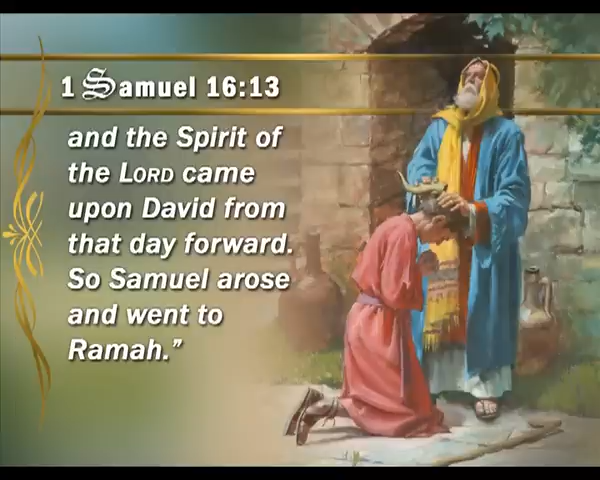 1 Samuel 16:13
and the Spirit of
the LORD came
upon David from
that day forward.
So Samuel arose
and went to
Ramah.”